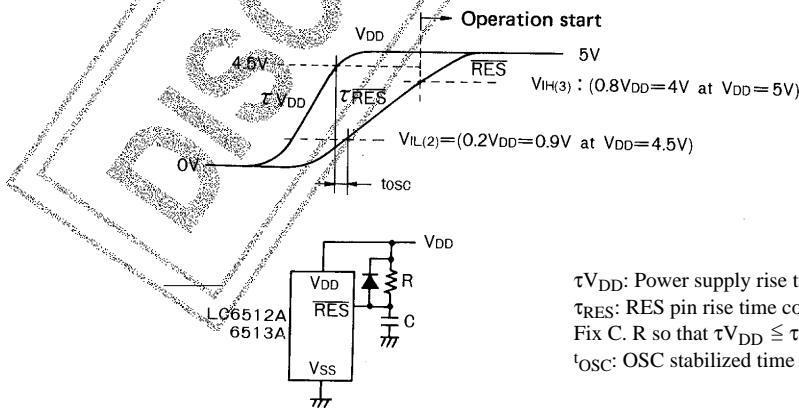 Operation start
VDD
5V
4.5V
RES
τVDD
τRES
VIH(3) : (0.8VDD=4V at VDD=5V)
VIL(2)=(0.2VDD=0.9V at VDD=4.5V)
0V
tosc
DISCO
VDD
VDD
R
RES
C
LC6512A
6513A
VSS
τVDD: Power supply rise t
τRES: RES pin rise time co
Fix C. R so that τVDD ≦ τ
tOSC: OSC stabilized time